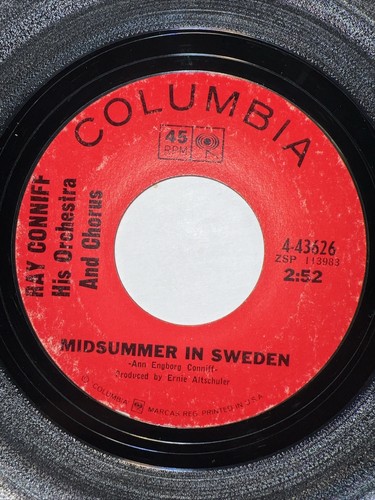 COLUMBIA
45
RPM
RAY CONNIFF
His Orchestra
And Chorus
4-43626
ZSP 113983
2:52
MIDSUMMER IN SWEDEN
-Ann Engborg Conniff-
Produced by Ernie Altschuler
COLUMBIA MARCAS REG. PRINTED IN U.S.A.